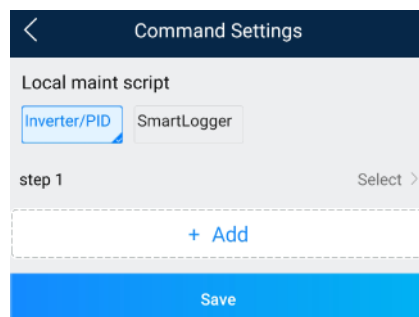 Command Settings
Local maint script
Inverter/PID SmartLogger
step 1 Select >
+ Add
Save